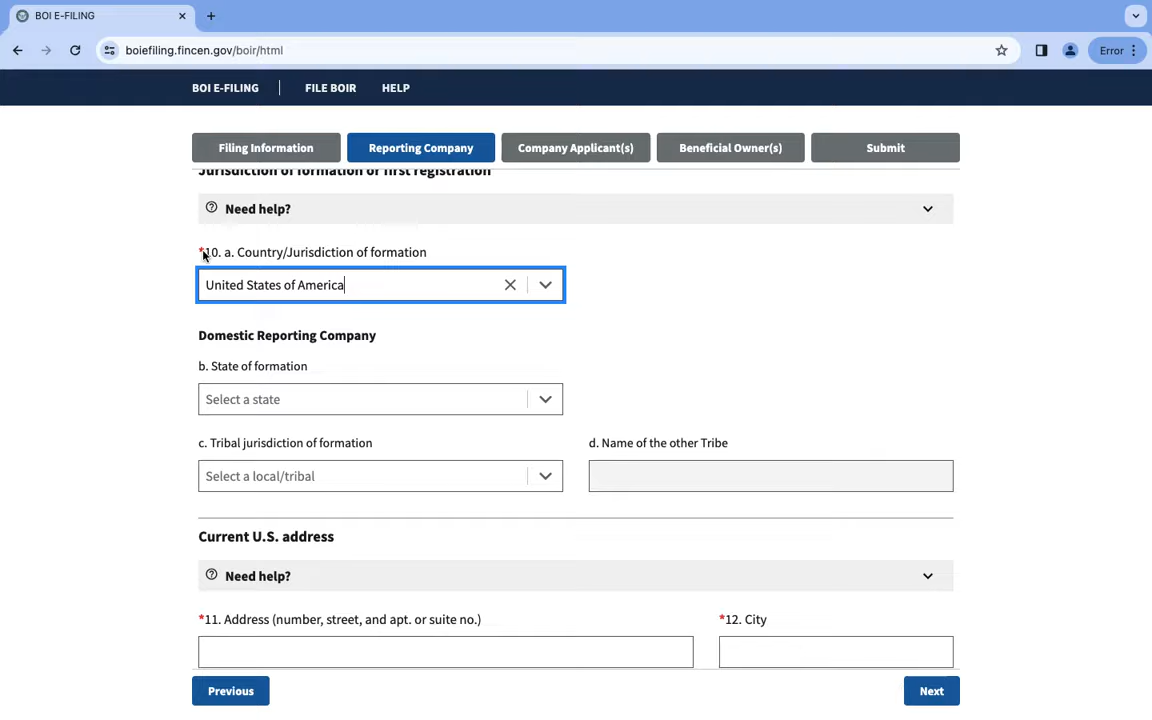 BOI E-FILING
boiefiling.fincen.gov/boir/html
Error
BOI E-FILING
FILE BOIR
HELP
Filing Information
Reporting Company
Company Applicant(s)
Beneficial Owner(s)
Submit
Jurisdiction of formation or first registration
Need help?
*10. a. Country/Jurisdiction of formation
United States of America
Domestic Reporting Company
b. State of formation
Select a state
c. Tribal jurisdiction of formation
d. Name of the other Tribe
Select a local/tribal
Current U.S. address
Need help?
*11. Address (number, street, and apt. or suite no.)
*12. City
Previous
Next